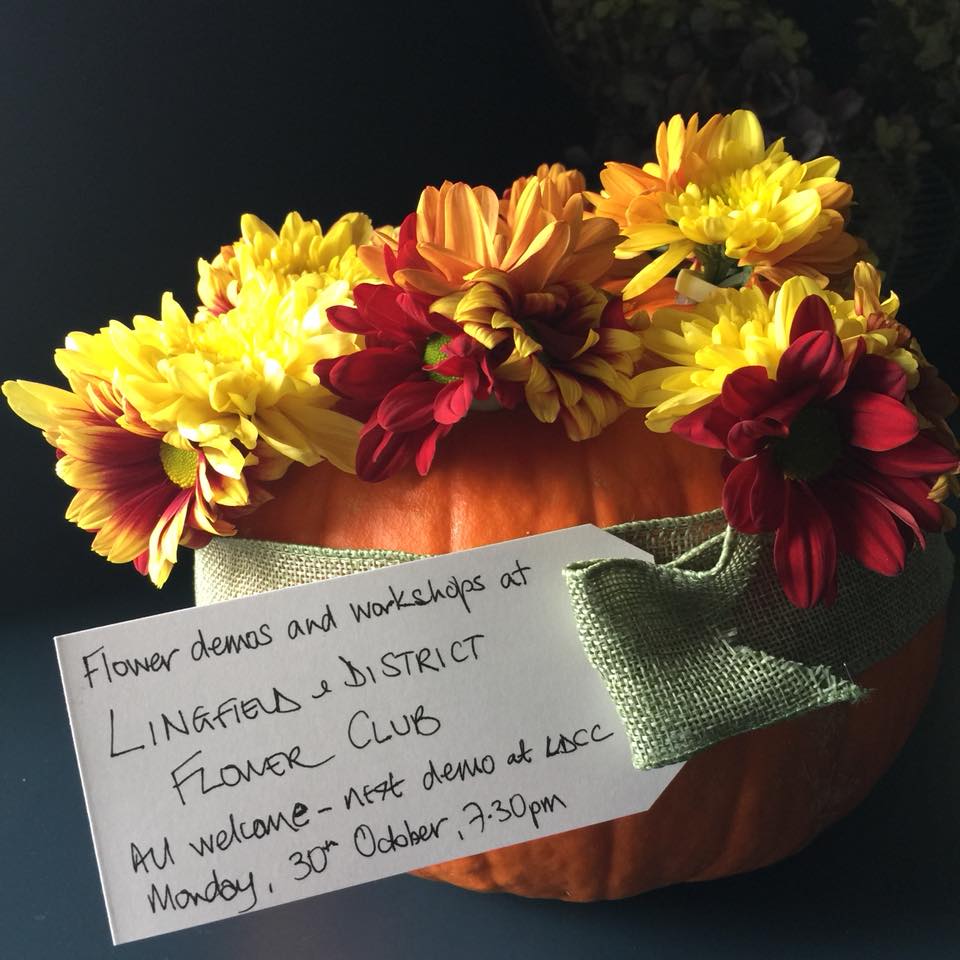 Flower demos and workshops at
LINGFIELD & DISTRICT
FLOWER CLUB
All welcome - next demo at LDCC
Monday, 30th October, 7.30pm